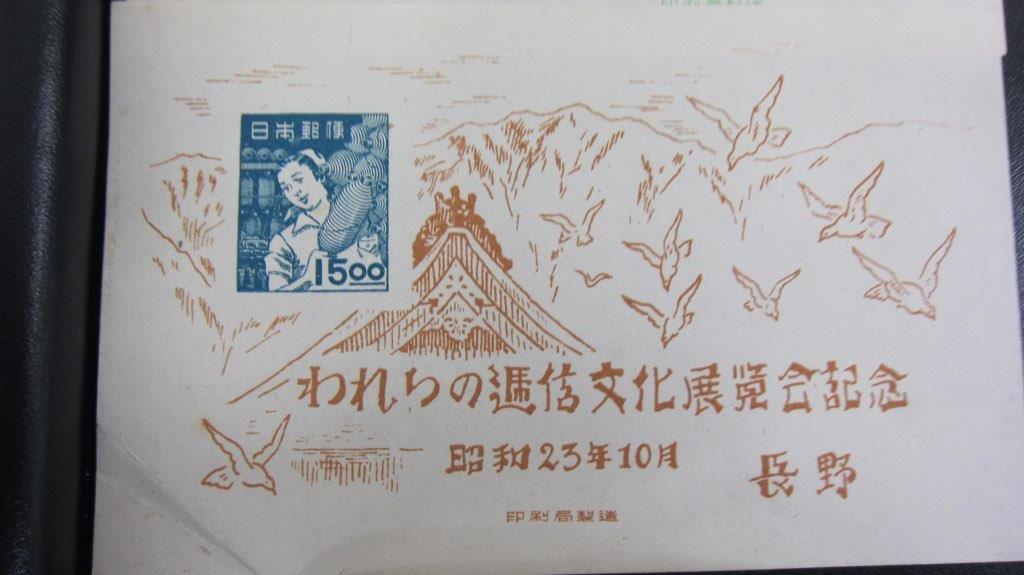 日本郵便
15.00
われらの逓信文化展覧会記念
昭和23年10月
長野
印刷局製造